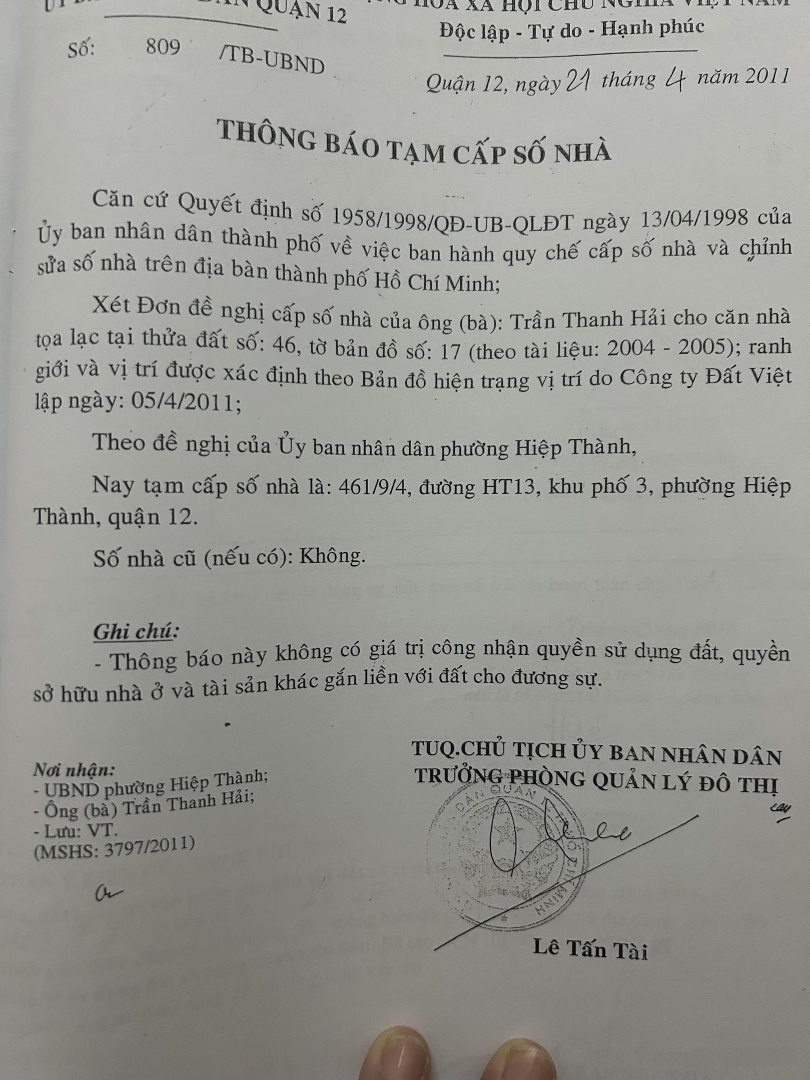 QUẬN 12
Độc lập - Tự do - Hạnh phúc
Số: 809 /TB-UBND
Quận 12, ngày 21 tháng 4 năm 2011
THÔNG BÁO TẠM CẤP SỐ NHÀ
Căn cứ Quyết định số 1958/1998/QĐ-UB-QLĐT ngày 13/04/1998 của
Ủy ban nhân dân thành phố về việc ban hành quy chế cấp số nhà và chỉnh
sửa số nhà trên địa bàn thành phố Hồ Chí Minh;
Xét Đơn đề nghị cấp số nhà của ông (bà): Trần Thanh Hải cho căn nhà
tọa lạc tại thửa đất số: 46, tờ bản đồ số: 17 (theo tài liệu: 2004 - 2005); ranh
giới và vị trí được xác định theo Bản đồ hiện trạng vị trí do Công ty Đất Việt
lập ngày: 05/4/2011;
Theo đề nghị của Ủy ban nhân dân phường Hiệp Thành,
Nay tạm cấp số nhà là: 461/9/4, đường HT13, khu phố 3, phường Hiệp
Thành, quận 12.
Số nhà cũ (nếu có): Không.
Ghi chú:
- Thông báo này không có giá trị công nhận quyền sử dụng đất, quyền
sở hữu nhà ở và tài sản khác gắn liền với đất cho đương sự.
Nơi nhận:
- UBND phường Hiệp Thành;
- Ông (bà) Trần Thanh Hải;
- Lưu: VT.
(MSHS: 3797/2011)
TUQ.CHỦ TỊCH ỦY BAN NHÂN DÂN
TRƯỞNG PHÒNG QUẢN LÝ ĐÔ THỊ
Lê Tấn Tài